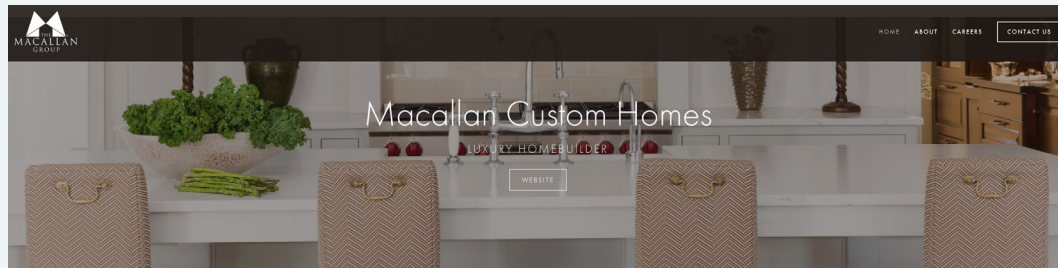 THE
MACALLAN
GROUP
HOME ABOUT CAREERS CONTACT US
Macallan Custom Homes
LUXURY HOMEBUILDER
WEBSITE